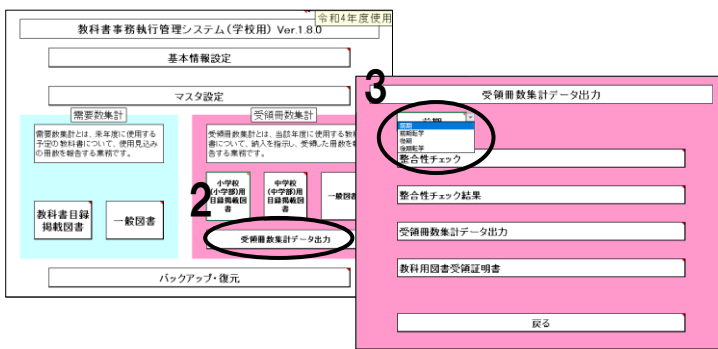 令和4年度使用
教科書事務執行管理システム(学校用) Ver.1.8.0
基本情報設定
マスタ設定
需要数集計
需要数集計とは、来年度に使用する
予定の教科書について、使用見込み
の冊数を報告する業務です。
教科書目録
掲載図書
一般図書
受領冊数集計
受領冊数集計とは、当該年度に使用する教
書について、納入を指示し、受領した冊数を
告する業務です。
2
小学校
(小学部)用
目録掲載図
書
中学校
(中学部)用
目録掲載図
書
一般図書
受領冊数集計データ出力
バックアップ・復元
3
受領冊数集計データ出力
前期
前期
前期転学
後期
後期転学
整合性チェック
整合性チェック結果
受領冊数集計データ出力
教科用図書受領証明書
戻る